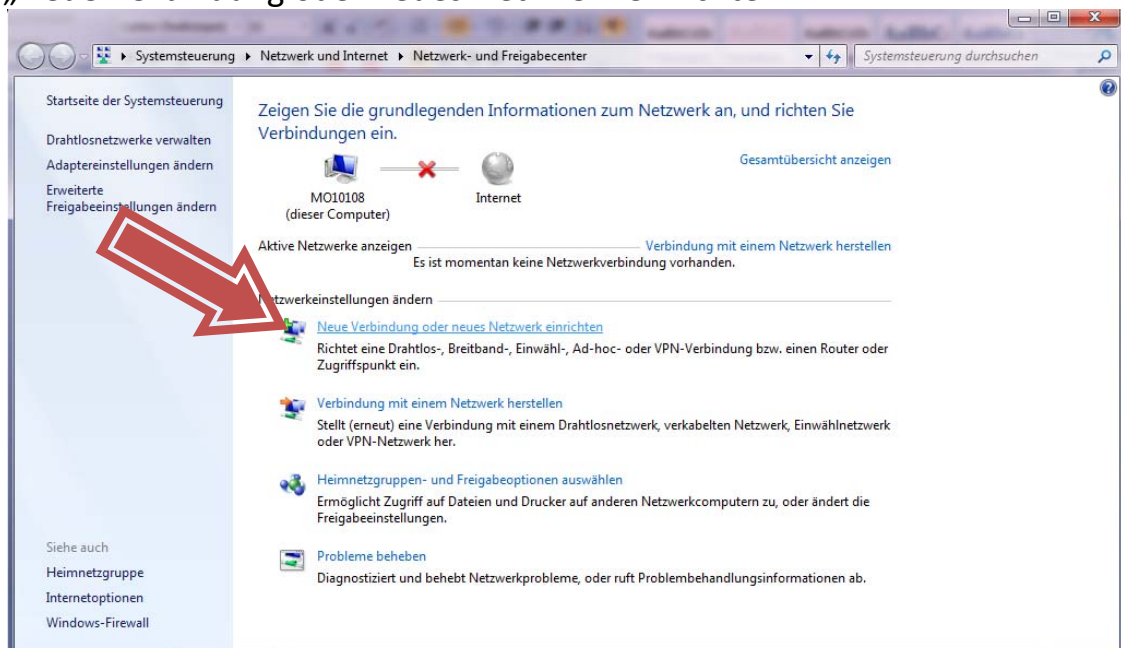 Systemsteuerung ▸ Netzwerk und Internet ▸ Netzwerk- und Freigabecenter
Systemsteuerung durchsuchen
Startseite der Systemsteuerung
Drahtlosnetzwerke verwalten
Adaptereinstellungen ändern
Erweiterte
Freigabeeinstellungen ändern
Siehe auch
Heimnetzgruppe
Internetoptionen
Windows-Firewall
Zeigen Sie die grundlegenden Informationen zum Netzwerk an, und richten Sie
Verbindungen ein.
Gesamtübersicht anzeigen
MO10108
(dieser Computer)
Internet
Aktive Netzwerke anzeigen
Verbindung mit einem Netzwerk herstellen
Es ist momentan keine Netzwerkverbindung vorhanden.
Netzwerkeinstellungen ändern
Neue Verbindung oder neues Netzwerk einrichten
Richtet eine Drahtlos-, Breitband-, Einwähl-, Ad-hoc- oder VPN-Verbindung bzw. einen Router oder
Zugriffspunkt ein.
Verbindung mit einem Netzwerk herstellen
Stellt (erneut) eine Verbindung mit einem Drahtlosnetzwerk, verkabelten Netzwerk, Einwählnetzwerk
oder VPN-Netzwerk her.
Heimnetzgruppen- und Freigabeoptionen auswählen
Ermöglicht Zugriff auf Dateien und Drucker auf anderen Netzwerkcomputern zu, oder ändert die
Freigabeeinstellungen.
Probleme beheben
Diagnostiziert und behebt Netzwerkprobleme, oder ruft Problembehandlungsinformationen ab.